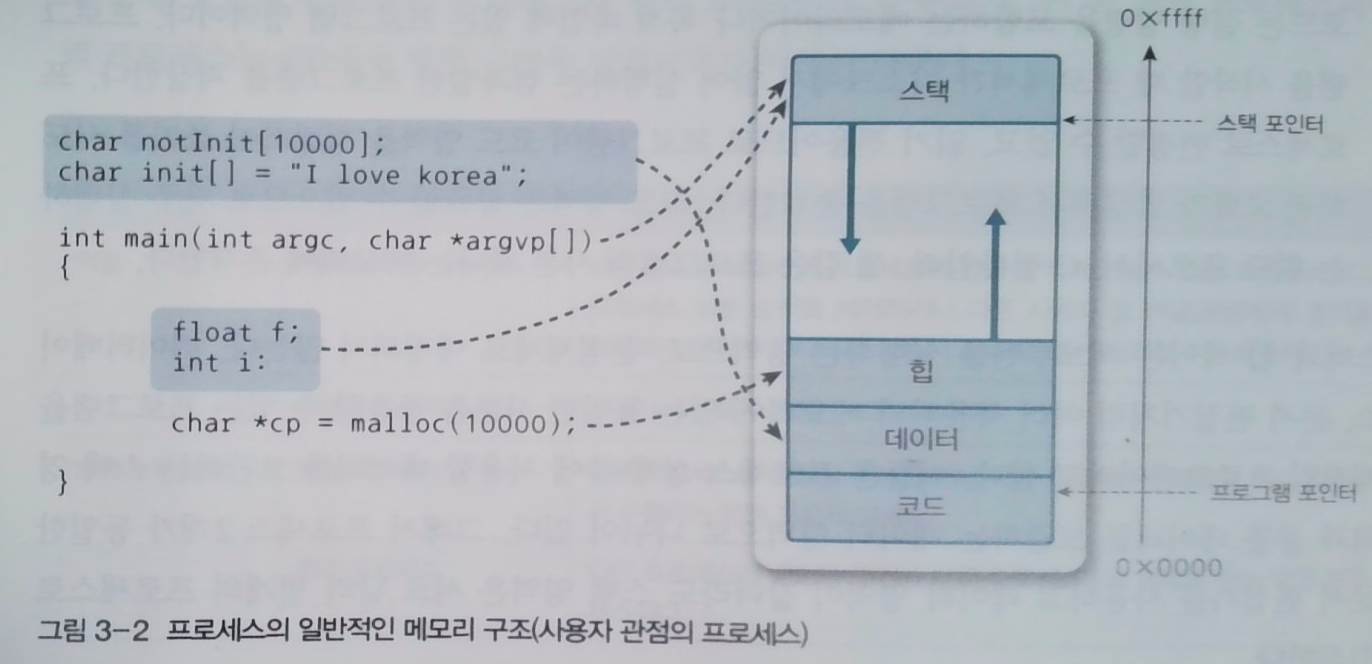 char notInit[10000];
char init[] = "I love korea";
int main(int argc, char *argvp[])
{
float f;
int i:
char *cp = malloc(10000);
}
0×ffff
스택
스택 포인터
힙
데이터
코드
프로그램 포인터
0×0000
그림 3-2 프로세스의 일반적인 메모리 구조(사용자 관점의 프로세스)